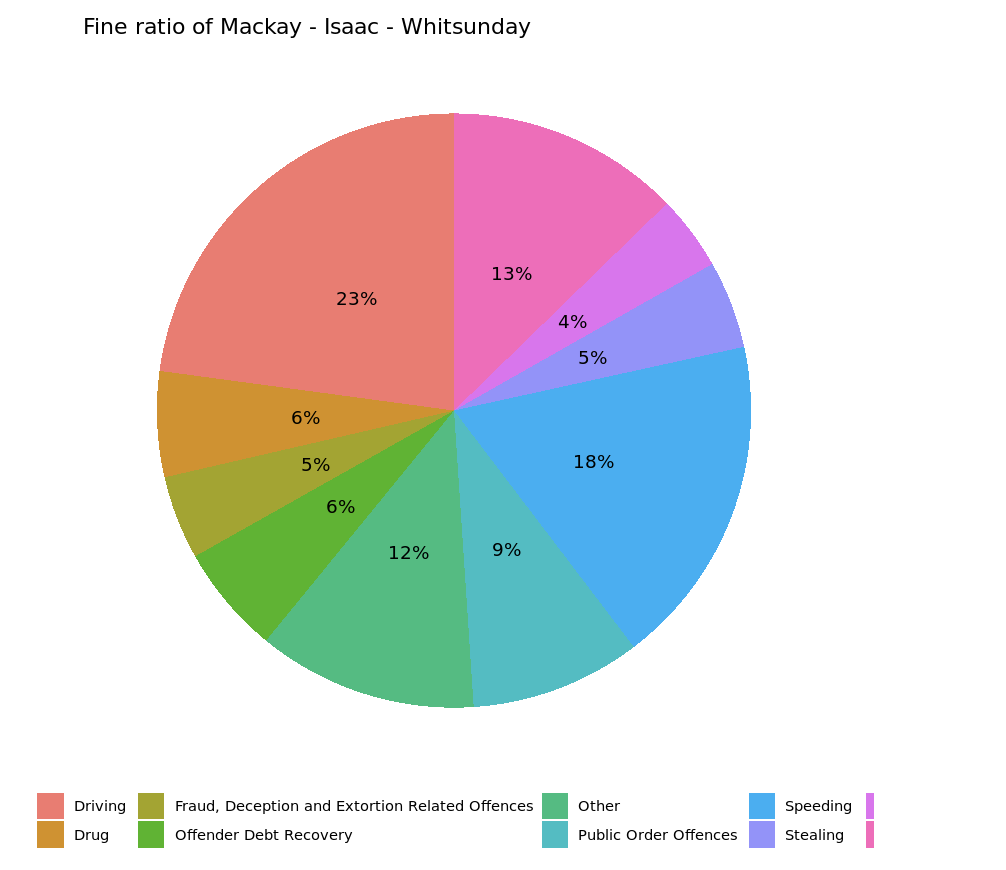 Fine ratio of Mackay - Isaac - Whitsunday
13%
4%
23%
5%
6%
18%
5%
6%
12%
9%
Driving
Fraud, Deception and Extortion Related Offences
Other
Speeding
Drug
Offender Debt Recovery
Public Order Offences
Stealing